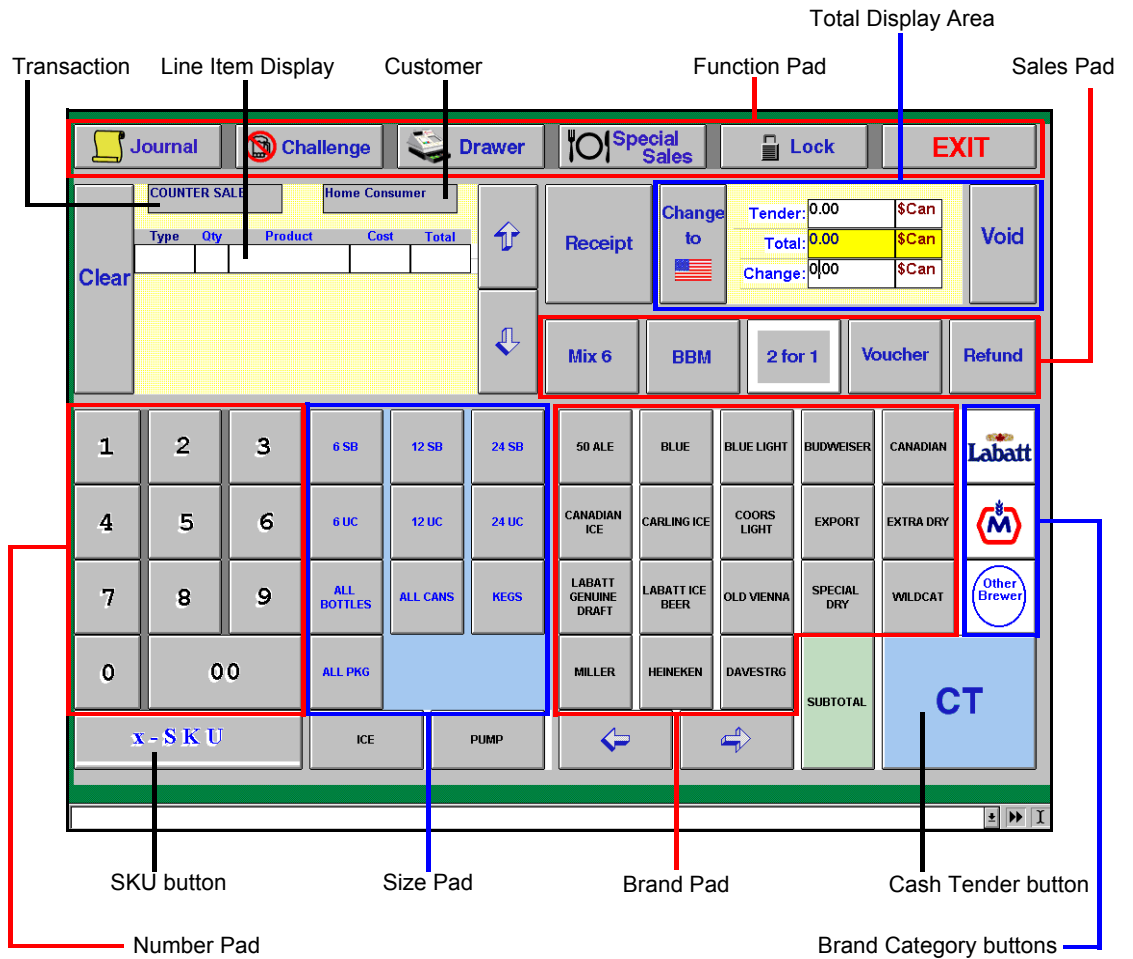 Total Display Area
Transaction
Line Item Display
Customer
Function Pad
Sales Pad
Journal
Challenge
Drawer
Special
Sales
Lock
EXIT
Clear
COUNTER SALE
Home Consumer
Type Qty Product Cost Total
Receipt
Change
to
Tender: 0.00 $Can
Total: 0.00 $Can
Change: 0.00 $Can
Void
Mix 6
BBM
2 for 1
Voucher
Refund
1 2 3
6 SB 12 SB 24 SB
50 ALE BLUE BLUE LIGHT BUDWEISER CANADIAN
Labatt
4 5 6
6 UC 12 UC 24 UC
CANADIAN
ICE
CARLING ICE
COORS
LIGHT
EXPORT
EXTRA DRY
M
7 8 9
ALL
BOTTLES
ALL CANS
KEGS
LABATT
GENUINE
DRAFT
LABATT ICE
BEER
OLD VIENNA
SPECIAL
DRY
WILDCAT
Other
Brewer
0 00
ALL PKG
MILLER
HEINEKEN
DAVESTRG
SUBTOTAL
CT
x - S K U
ICE
PUMP
SKU button
Size Pad
Brand Pad
Cash Tender button
Number Pad
Brand Category buttons